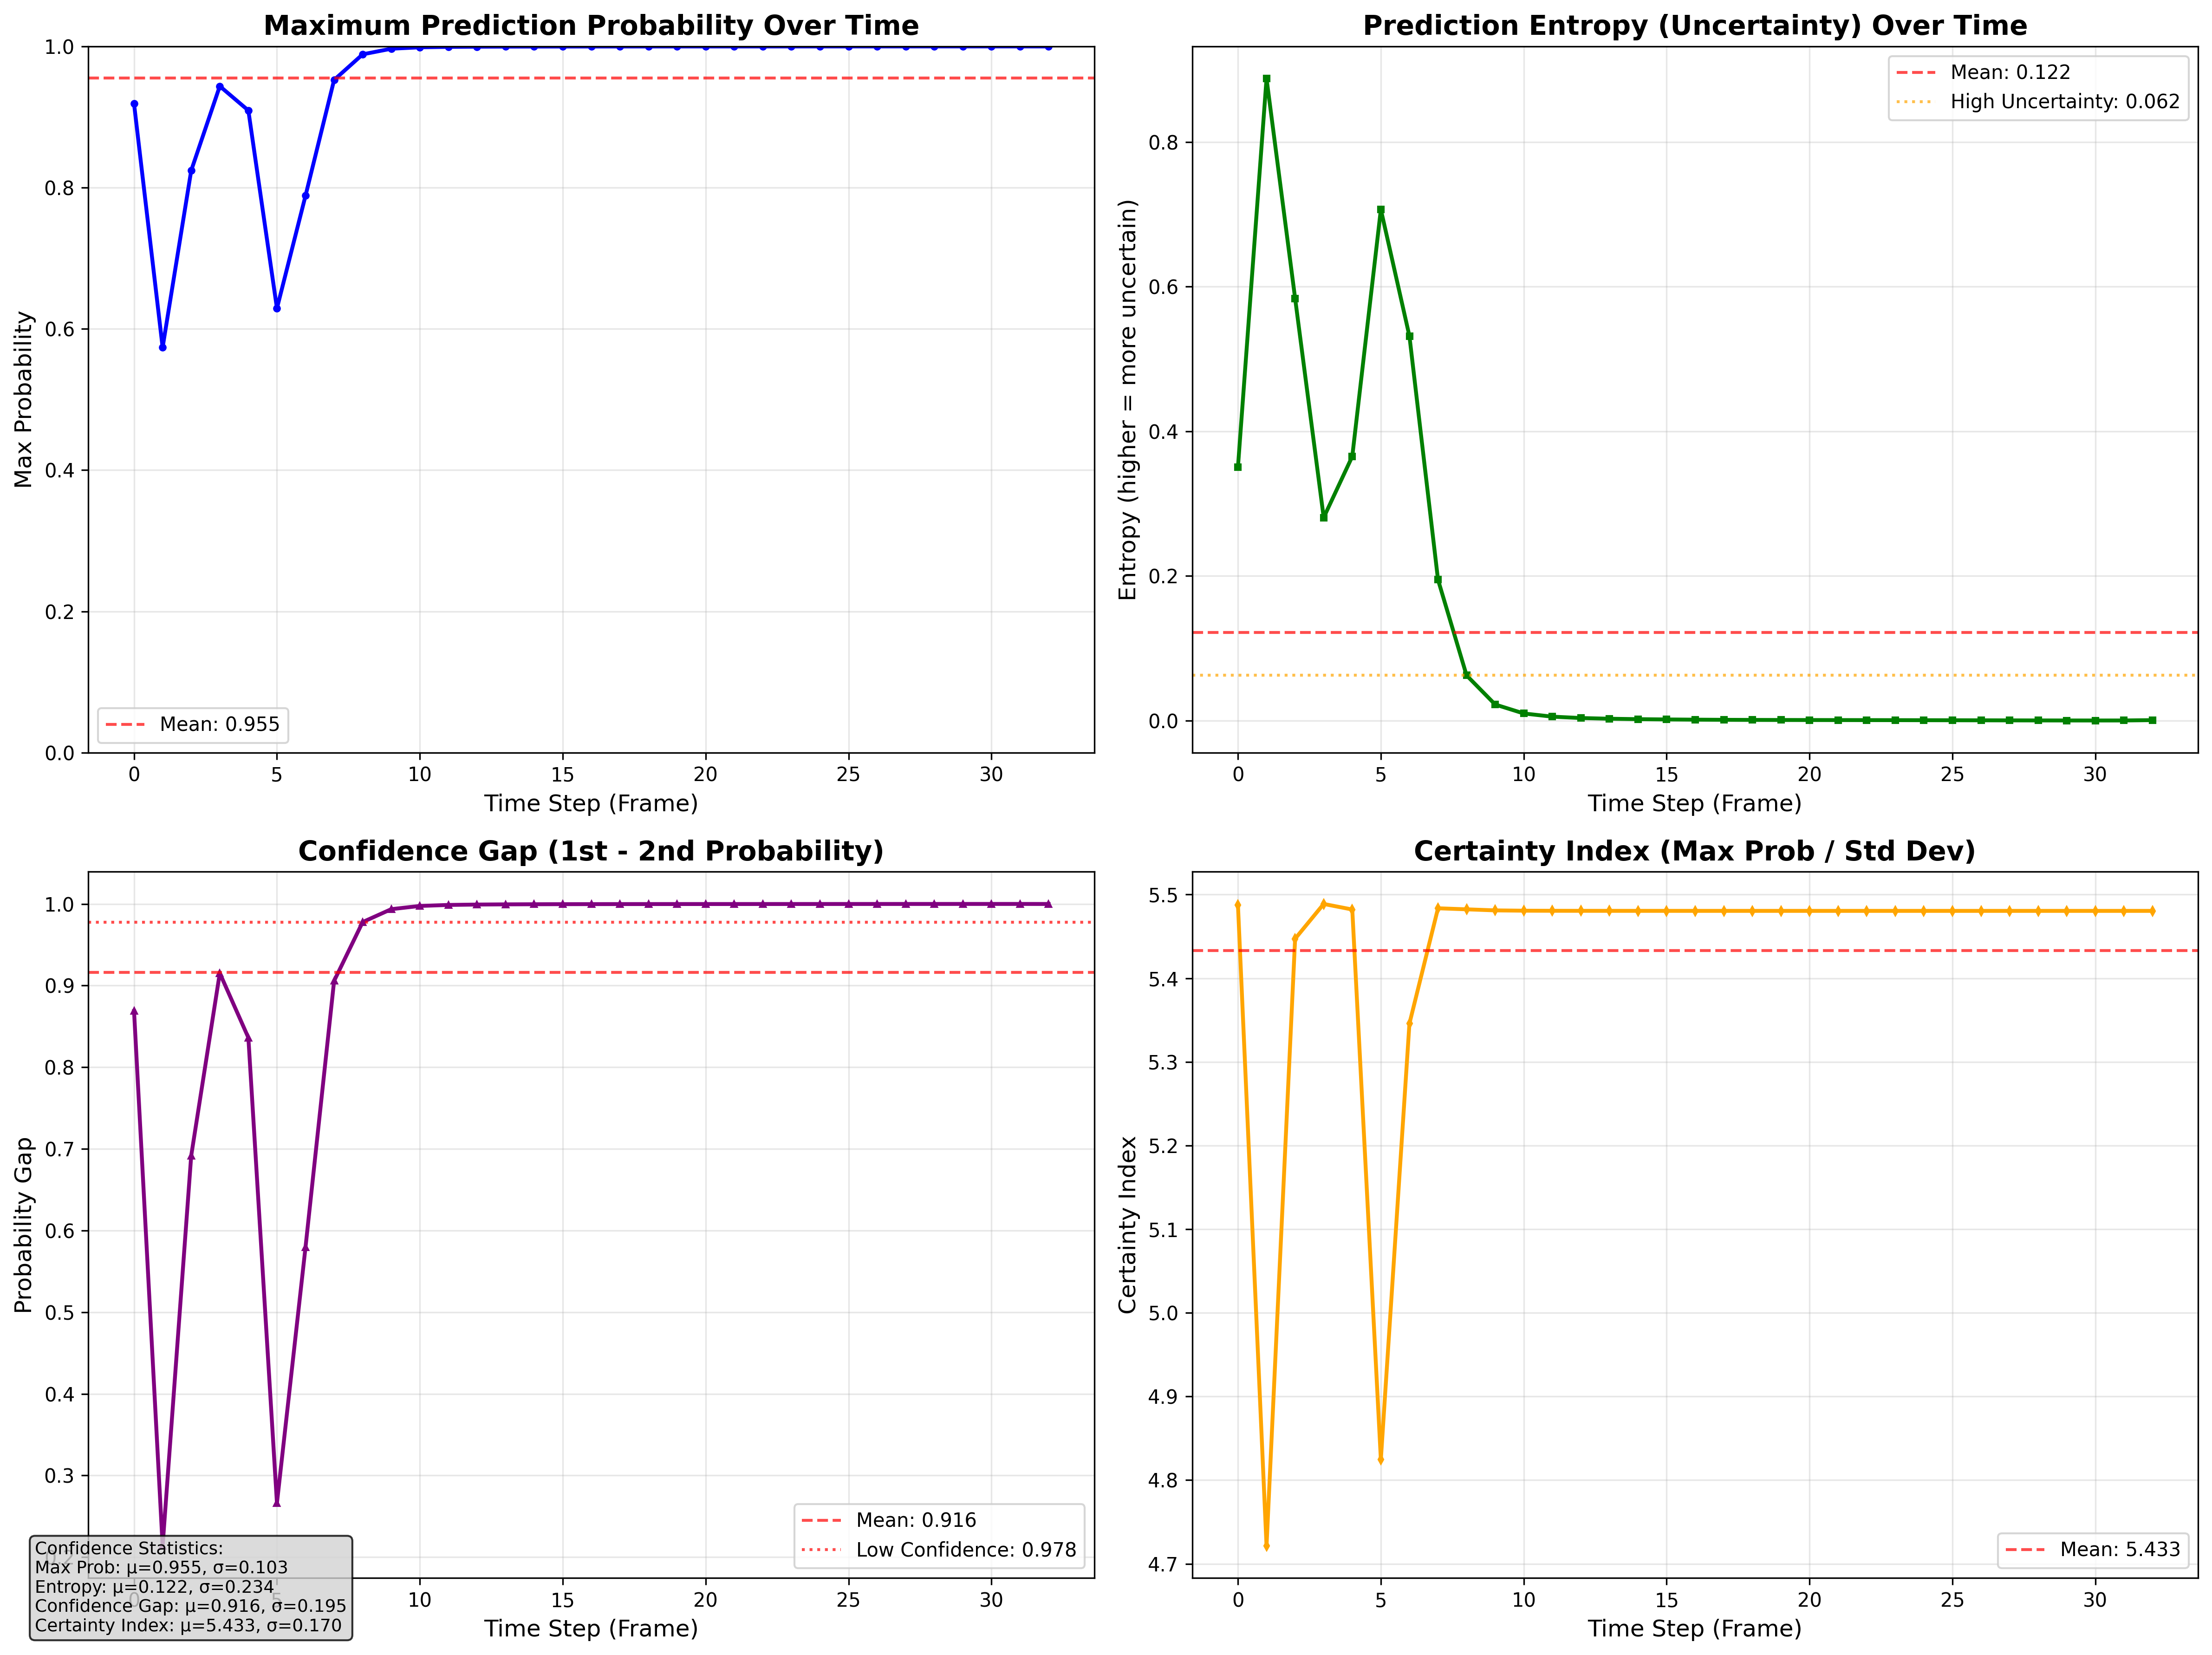 Maximum Prediction Probability Over Time
Max Probability
1.0
0.8
0.6
0.4
0.2
0.0
Mean: 0.955
0 5 10 15 20 25 30
Time Step (Frame)
Prediction Entropy (Uncertainty) Over Time
Entropy (higher = more uncertain)
0.8
0.6
0.4
0.2
0.0
Mean: 0.122
High Uncertainty: 0.062
0 5 10 15 20 25 30
Time Step (Frame)
Confidence Gap (1st - 2nd Probability)
Probability Gap
1.0
0.9
0.8
0.7
0.6
0.5
0.4
0.3
0.2
Mean: 0.916
Low Confidence: 0.978
0 5 10 15 20 25 30
Time Step (Frame)
Confidence Statistics:
Max Prob: μ=0.955, σ=0.103
Entropy: μ=0.122, σ=0.234
Confidence Gap: μ=0.916, σ=0.195
Certainty Index: μ=5.433, σ=0.170
Certainty Index (Max Prob / Std Dev)
Certainty Index
5.5
5.4
5.3
5.2
5.1
5.0
4.9
4.8
4.7
Mean: 5.433
0 5 10 15 20 25 30
Time Step (Frame)